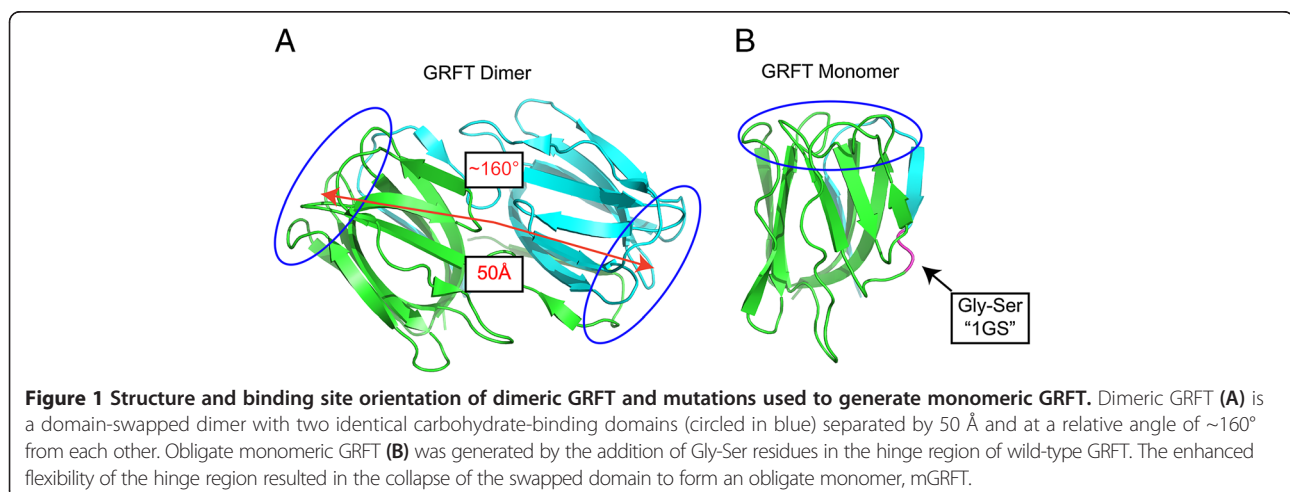 A
GRFT Dimer
~160°
50Å
B
GRFT Monomer
Gly-Ser
“1GS”
Figure 1 Structure and binding site orientation of dimeric GRFT and mutations used to generate monomeric GRFT. Dimeric GRFT (A) is
a domain-swapped dimer with two identical carbohydrate-binding domains (circled in blue) separated by 50 Å and at a relative angle of ~160°
from each other. Obligate monomeric GRFT (B) was generated by the addition of Gly-Ser residues in the hinge region of wild-type GRFT. The enhanced
flexibility of the hinge region resulted in the collapse of the swapped domain to form an obligate monomer, mGRFT.